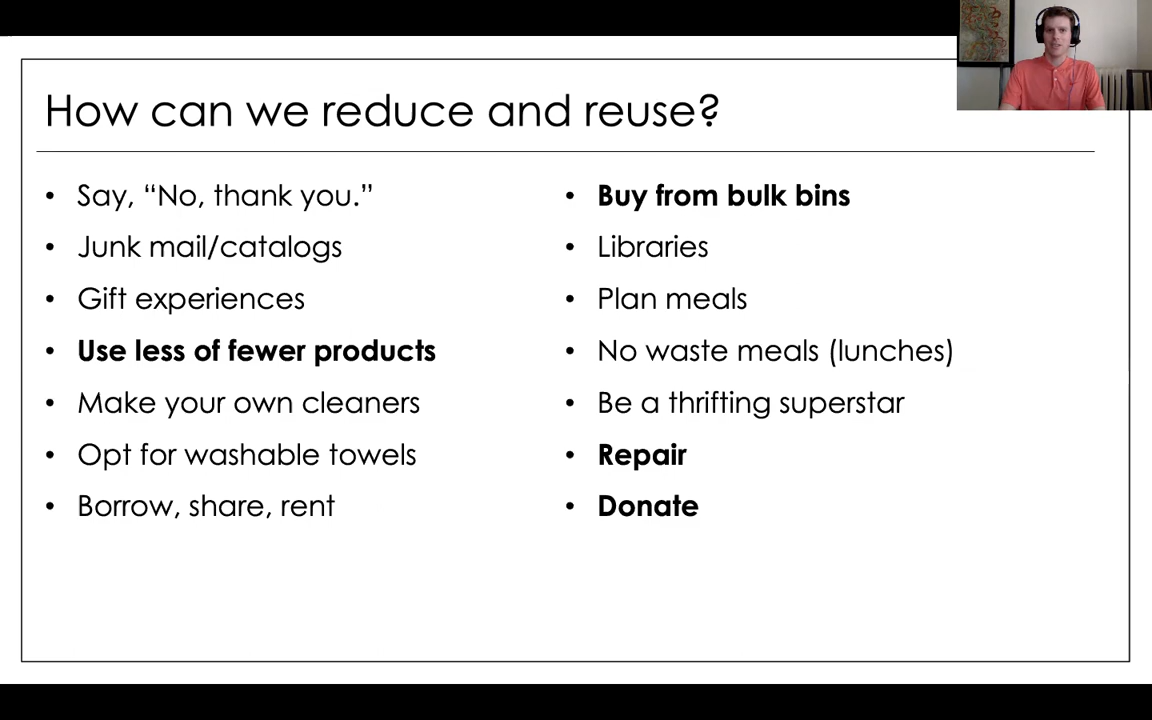 How can we reduce and reuse?
• Say, “No, thank you.”
• Junk mail/catalogs
• Gift experiences
• Use less of fewer products
• Make your own cleaners
• Opt for washable towels
• Borrow, share, rent
• Buy from bulk bins
• Libraries
• Plan meals
• No waste meals (lunches)
• Be a thrifting superstar
• Repair
• Donate